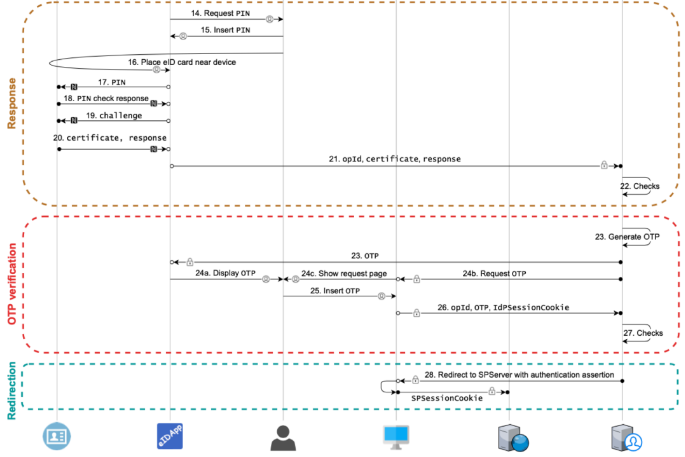 Response
14. Request PIN
15. Insert PIN
16. Place eID card near device
17. PIN
18. PIN check response
19. challenge
20. certificate, response
21. opId, certificate, response
22. Checks
OTP verification
23. Generate OTP
23. OTP
24a. Display OTP
24c. Show request page
24b. Request OTP
25. Insert OTP
26. opId, OTP, IdPSessionCookie
27. Checks
Redirection
28. Redirect to SPServer with authentication assertion
SPSessionCookie
eIDApp